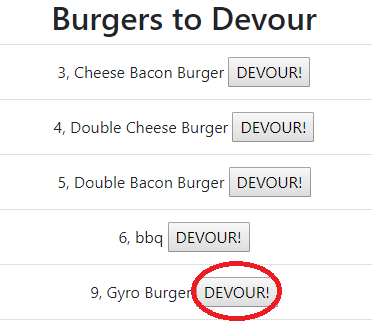 Burgers to Devour
3, Cheese Bacon Burger DEVOUR!
4, Double Cheese Burger DEVOUR!
5, Double Bacon Burger DEVOUR!
6, bbq DEVOUR!
9, Gyro Burger DEVOUR!